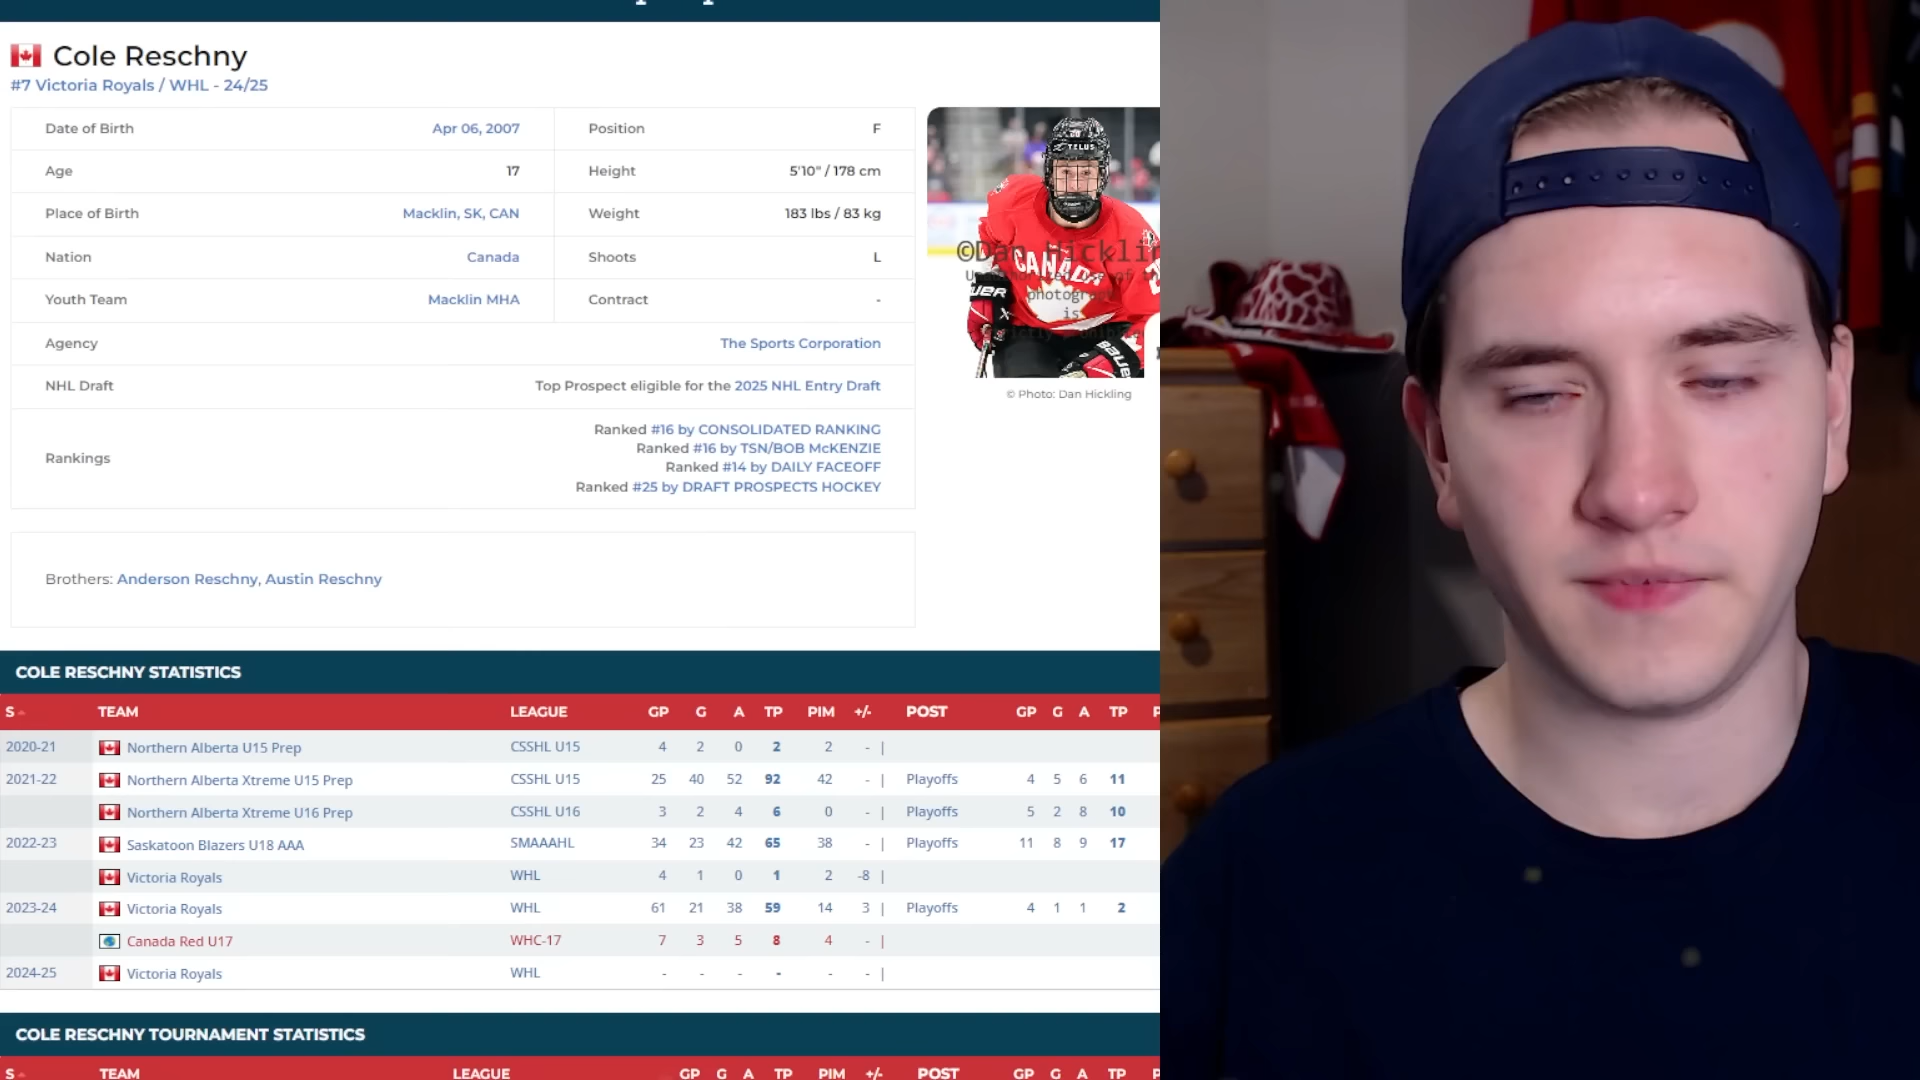 Cole Reschny
#7 Victoria Royals / WHL - 24/25
Date of Birth Apr 06, 2007 Position F
Age 17 Height 5'10" / 178 cm
Place of Birth Macklin, SK, CAN Weight 183 lbs / 83 kg
Nation Canada Shoots L
Youth Team Macklin MHA Contract -
Agency The Sports Corporation
NHL Draft Top Prospect eligible for the 2025 NHL Entry Draft
Rankings
Ranked #16 by CONSOLIDATED RANKING
Ranked #16 by TSN/BOB McKENZIE
Ranked #14 by DAILY FACEOFF
Ranked #25 by DRAFT PROSPECTS HOCKEY
TELUS
©Dan Hicklin
CANADA
photogra
is
BAUER
© Photo: Dan Hickling
Brothers: Anderson Reschny, Austin Reschny
COLE RESCHNY STATISTICS
S TEAM LEAGUE GP G A TP PIM +/- POST GP G A TP P
2020-21 Northern Alberta U15 Prep CSSHL U15 4 2 0 2 2 - |
2021-22 Northern Alberta Xtreme U15 Prep CSSHL U15 25 40 52 92 42 - | Playoffs 4 5 6 11
Northern Alberta Xtreme U16 Prep CSSHL U16 3 2 4 6 0 - | Playoffs 5 2 8 10
2022-23 Saskatoon Blazers U18 AAA SMAAAHL 34 23 42 65 38 - | Playoffs 11 8 9 17
Victoria Royals WHL 4 1 0 1 2 -8 |
2023-24 Victoria Royals WHL 61 21 38 59 14 3 | Playoffs 4 1 1 2
Canada Red U17 WHC-17 7 3 5 8 4 - |
2024-25 Victoria Royals WHL - - - - - - |
COLE RESCHNY TOURNAMENT STATISTICS
S TEAM LEAGUE GP G A TP PIM +/- POST GP G A TP P